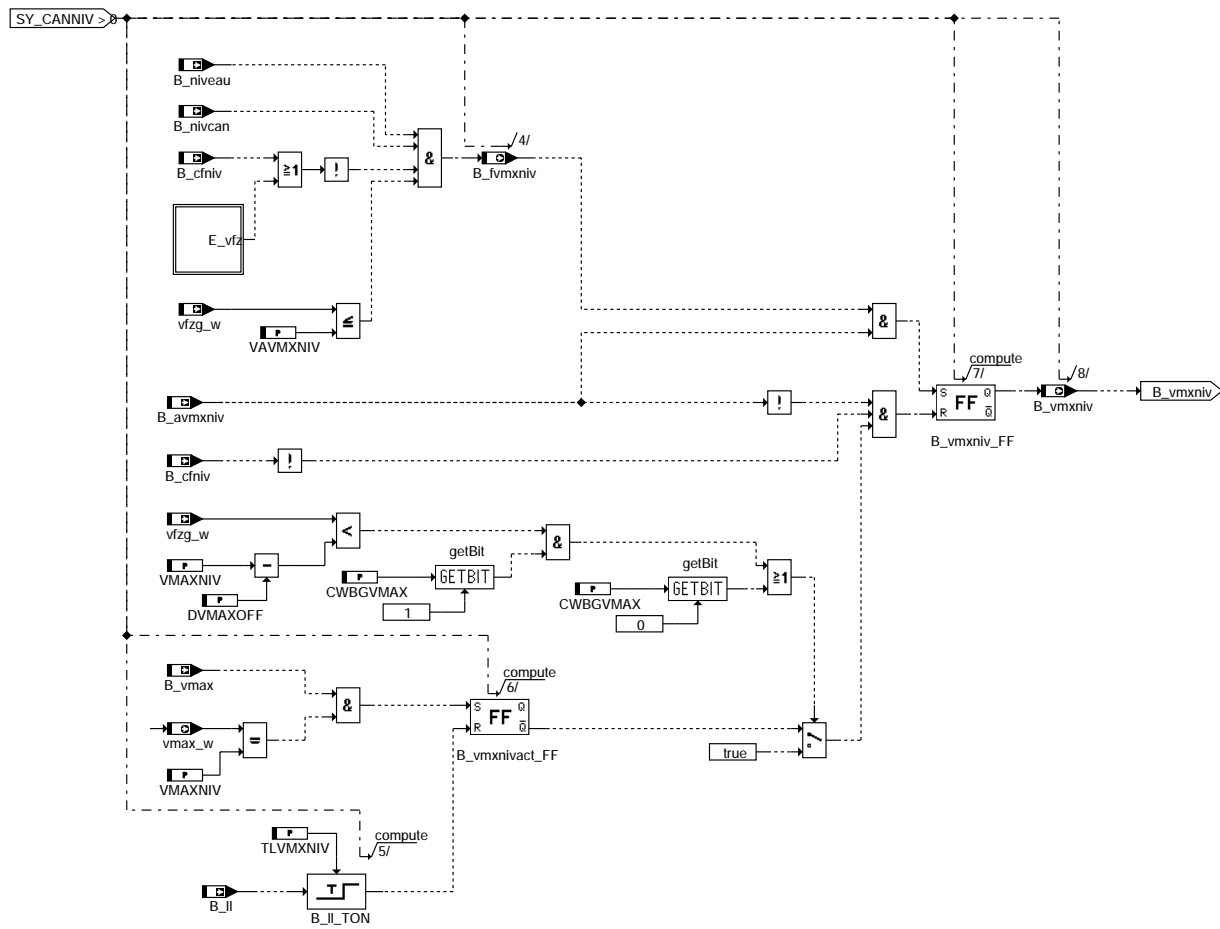 SY_CANNIV > 0
B_niveau
B_nivcan
&
4/
B_fvmxniv
B_cfniv
≥1
!
E_vfz
vfzg_w
≤
P
VAVMXNIV
&
compute
7/
8/
B_avmxniv
!
&
S Q
FF
R Q̅
B_vmxniv
B_vmxniv
B_vmxniv_FF
B_cfniv
!
vfzg_w
<
&
getBit
P
VMAXNIV
-
P
CWBGVMAX
GETBIT
getBit
P
CWBGVMAX
GETBIT
≥1
P
DVMAXOFF
1
0
B_vmax
&
compute
6/
S Q
FF
R Q̅
B_vmxnivact_FF
vmax_w
=
P
VMAXNIV
true
P
TLVMXNIV
compute
5/
T
B_ll
B_ll_TON